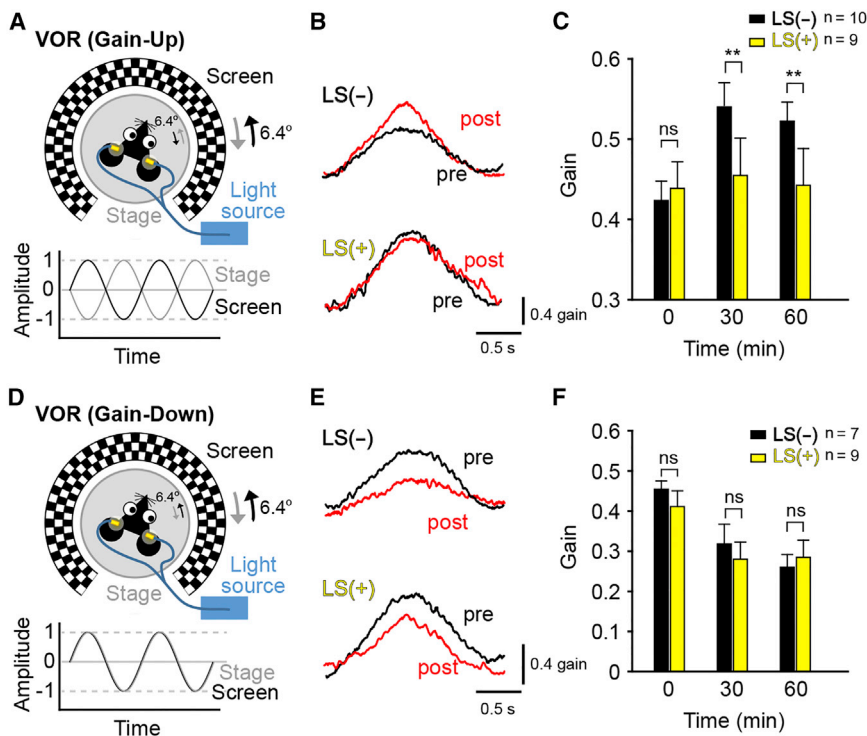 A
VOR (Gain-Up)
Screen
6.4°
6.4°
Light
source
Stage
Amplitude
1
0
-1
Stage
Screen
Time
B
LS(−)
post
pre
LS(+)
post
pre
0.4 gain
0.5 s
C
LS(−) n = 10
LS(+) n = 9
Gain
0.6
0.5
0.4
0.3
ns
**
**
0 30 60
Time (min)
D
VOR (Gain-Down)
Screen
6.4°
6.4°
Light
source
Stage
Amplitude
1
0
-1
Stage
Screen
Time
E
LS(−)
pre
post
LS(+)
pre
post
0.4 gain
0.5 s
F
LS(−) n = 7
LS(+) n = 9
Gain
0.6
0.5
0.4
0.3
0.2
0.1
0
ns
ns
ns
0 30 60
Time (min)